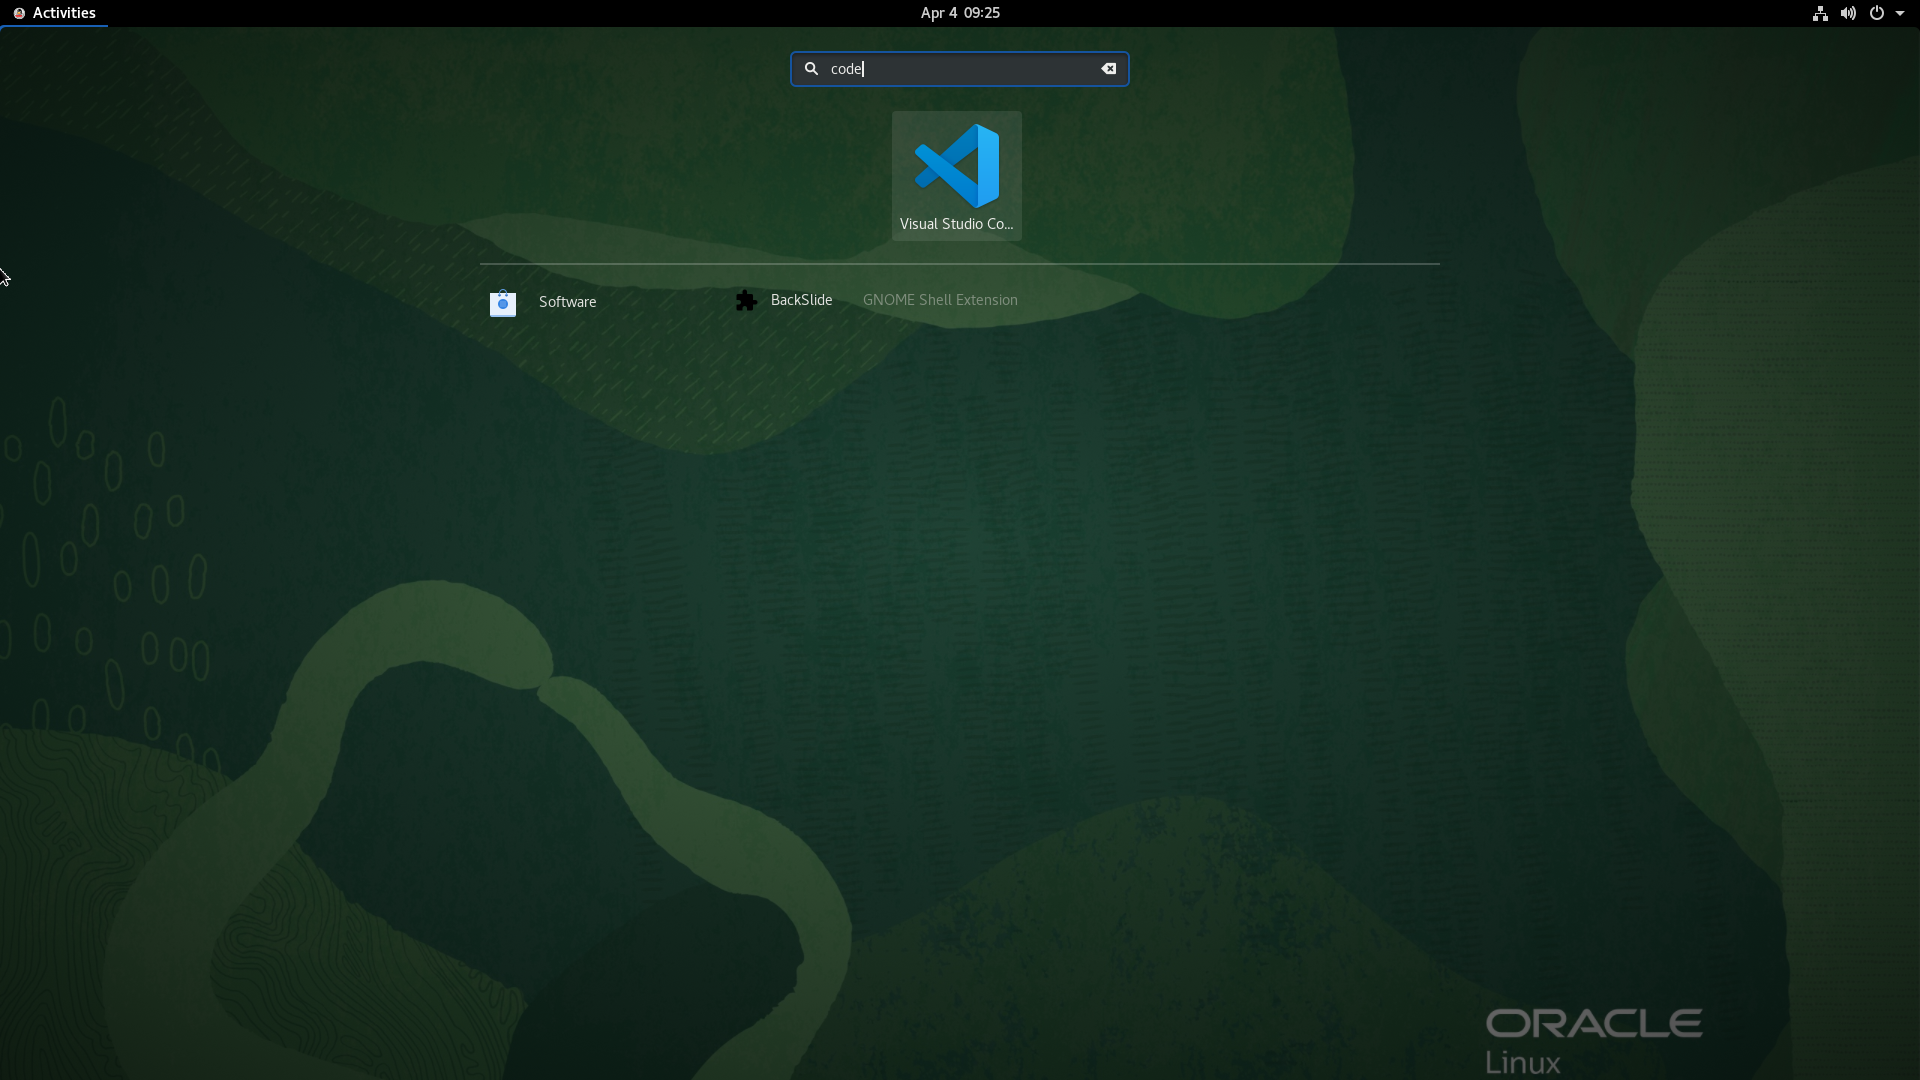 Activities
Apr 4 09:25
code
Visual Studio Co...
Software
BackSlide GNOME Shell Extension
ORACLE
Linux